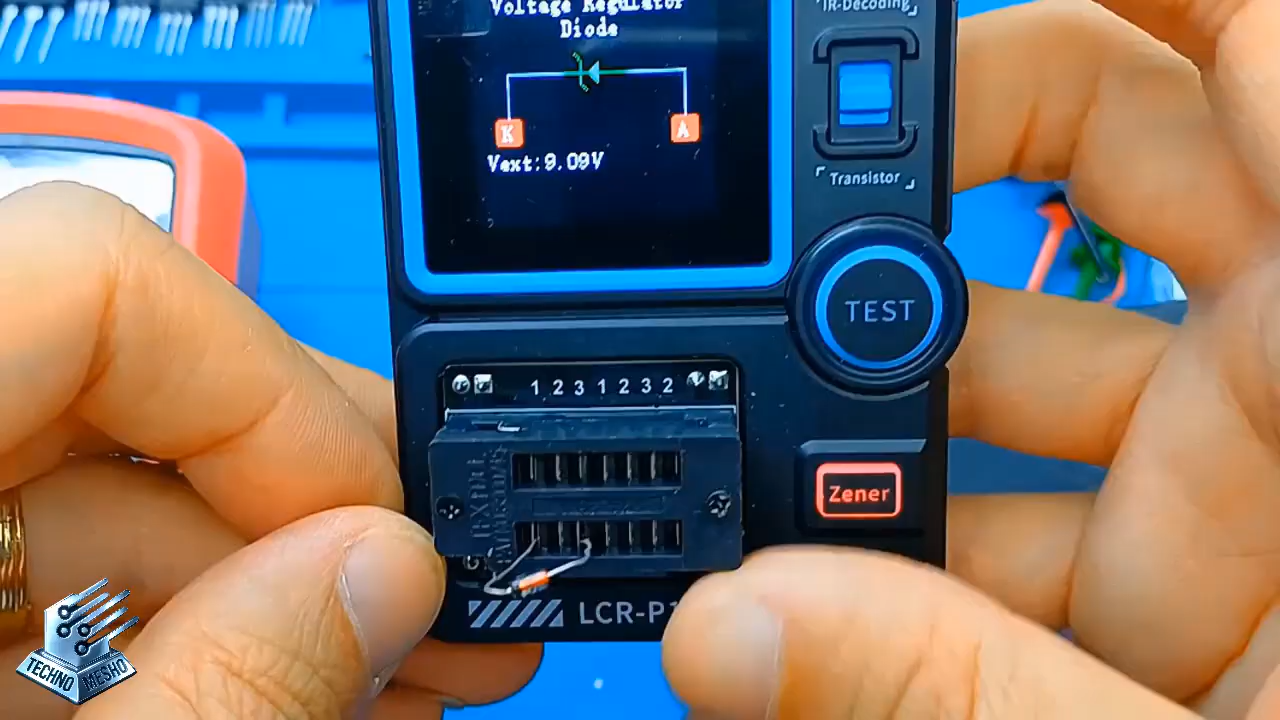 Voltage Regulator
Diode
K
A
Vext:9.09V
IR-Decoding
Transistor
TEST
1 2 3 1 2 3 2
Zener
LCR-P1
TECHNO MESHO